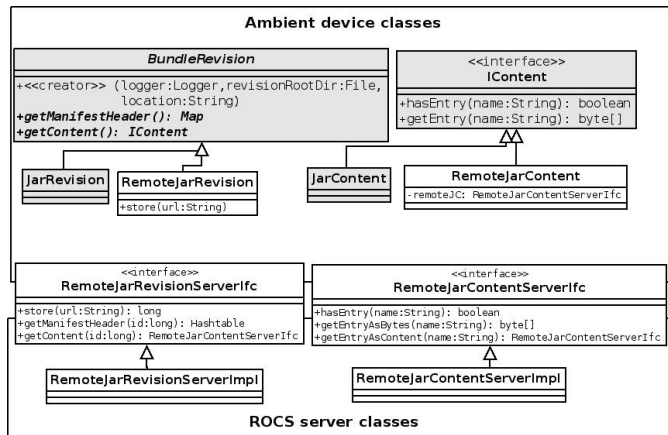 Ambient device classes
BundleRevision
+<<creator>> (logger:Logger,revisionRootDir:File,
location:String)
+getManifestHeader(): Map
+getContent(): IContent
<<interface>>
IContent
+hasEntry(name:String): boolean
+getEntry(name:String): byte[]
JarRevision
RemoteJarRevision
+store(url:String)
JarContent
RemoteJarContent
-remoteJC: RemoteJarContentServerIfc
<<interface>>
RemoteJarRevisionServerIfc
+store(url:String): long
+getManifestHeader(id:long): Hashtable
+getContent(id:long): RemoteJarContentServerIfc
<<interface>>
RemoteJarContentServerIfc
+hasEntry(name:String): boolean
+getEntryAsBytes(name:String): byte[]
+getEntryAsContent(name:String): RemoteJarContentServerIfc
RemoteJarRevisionServerImpl
RemoteJarContentServerImpl
ROCS server classes